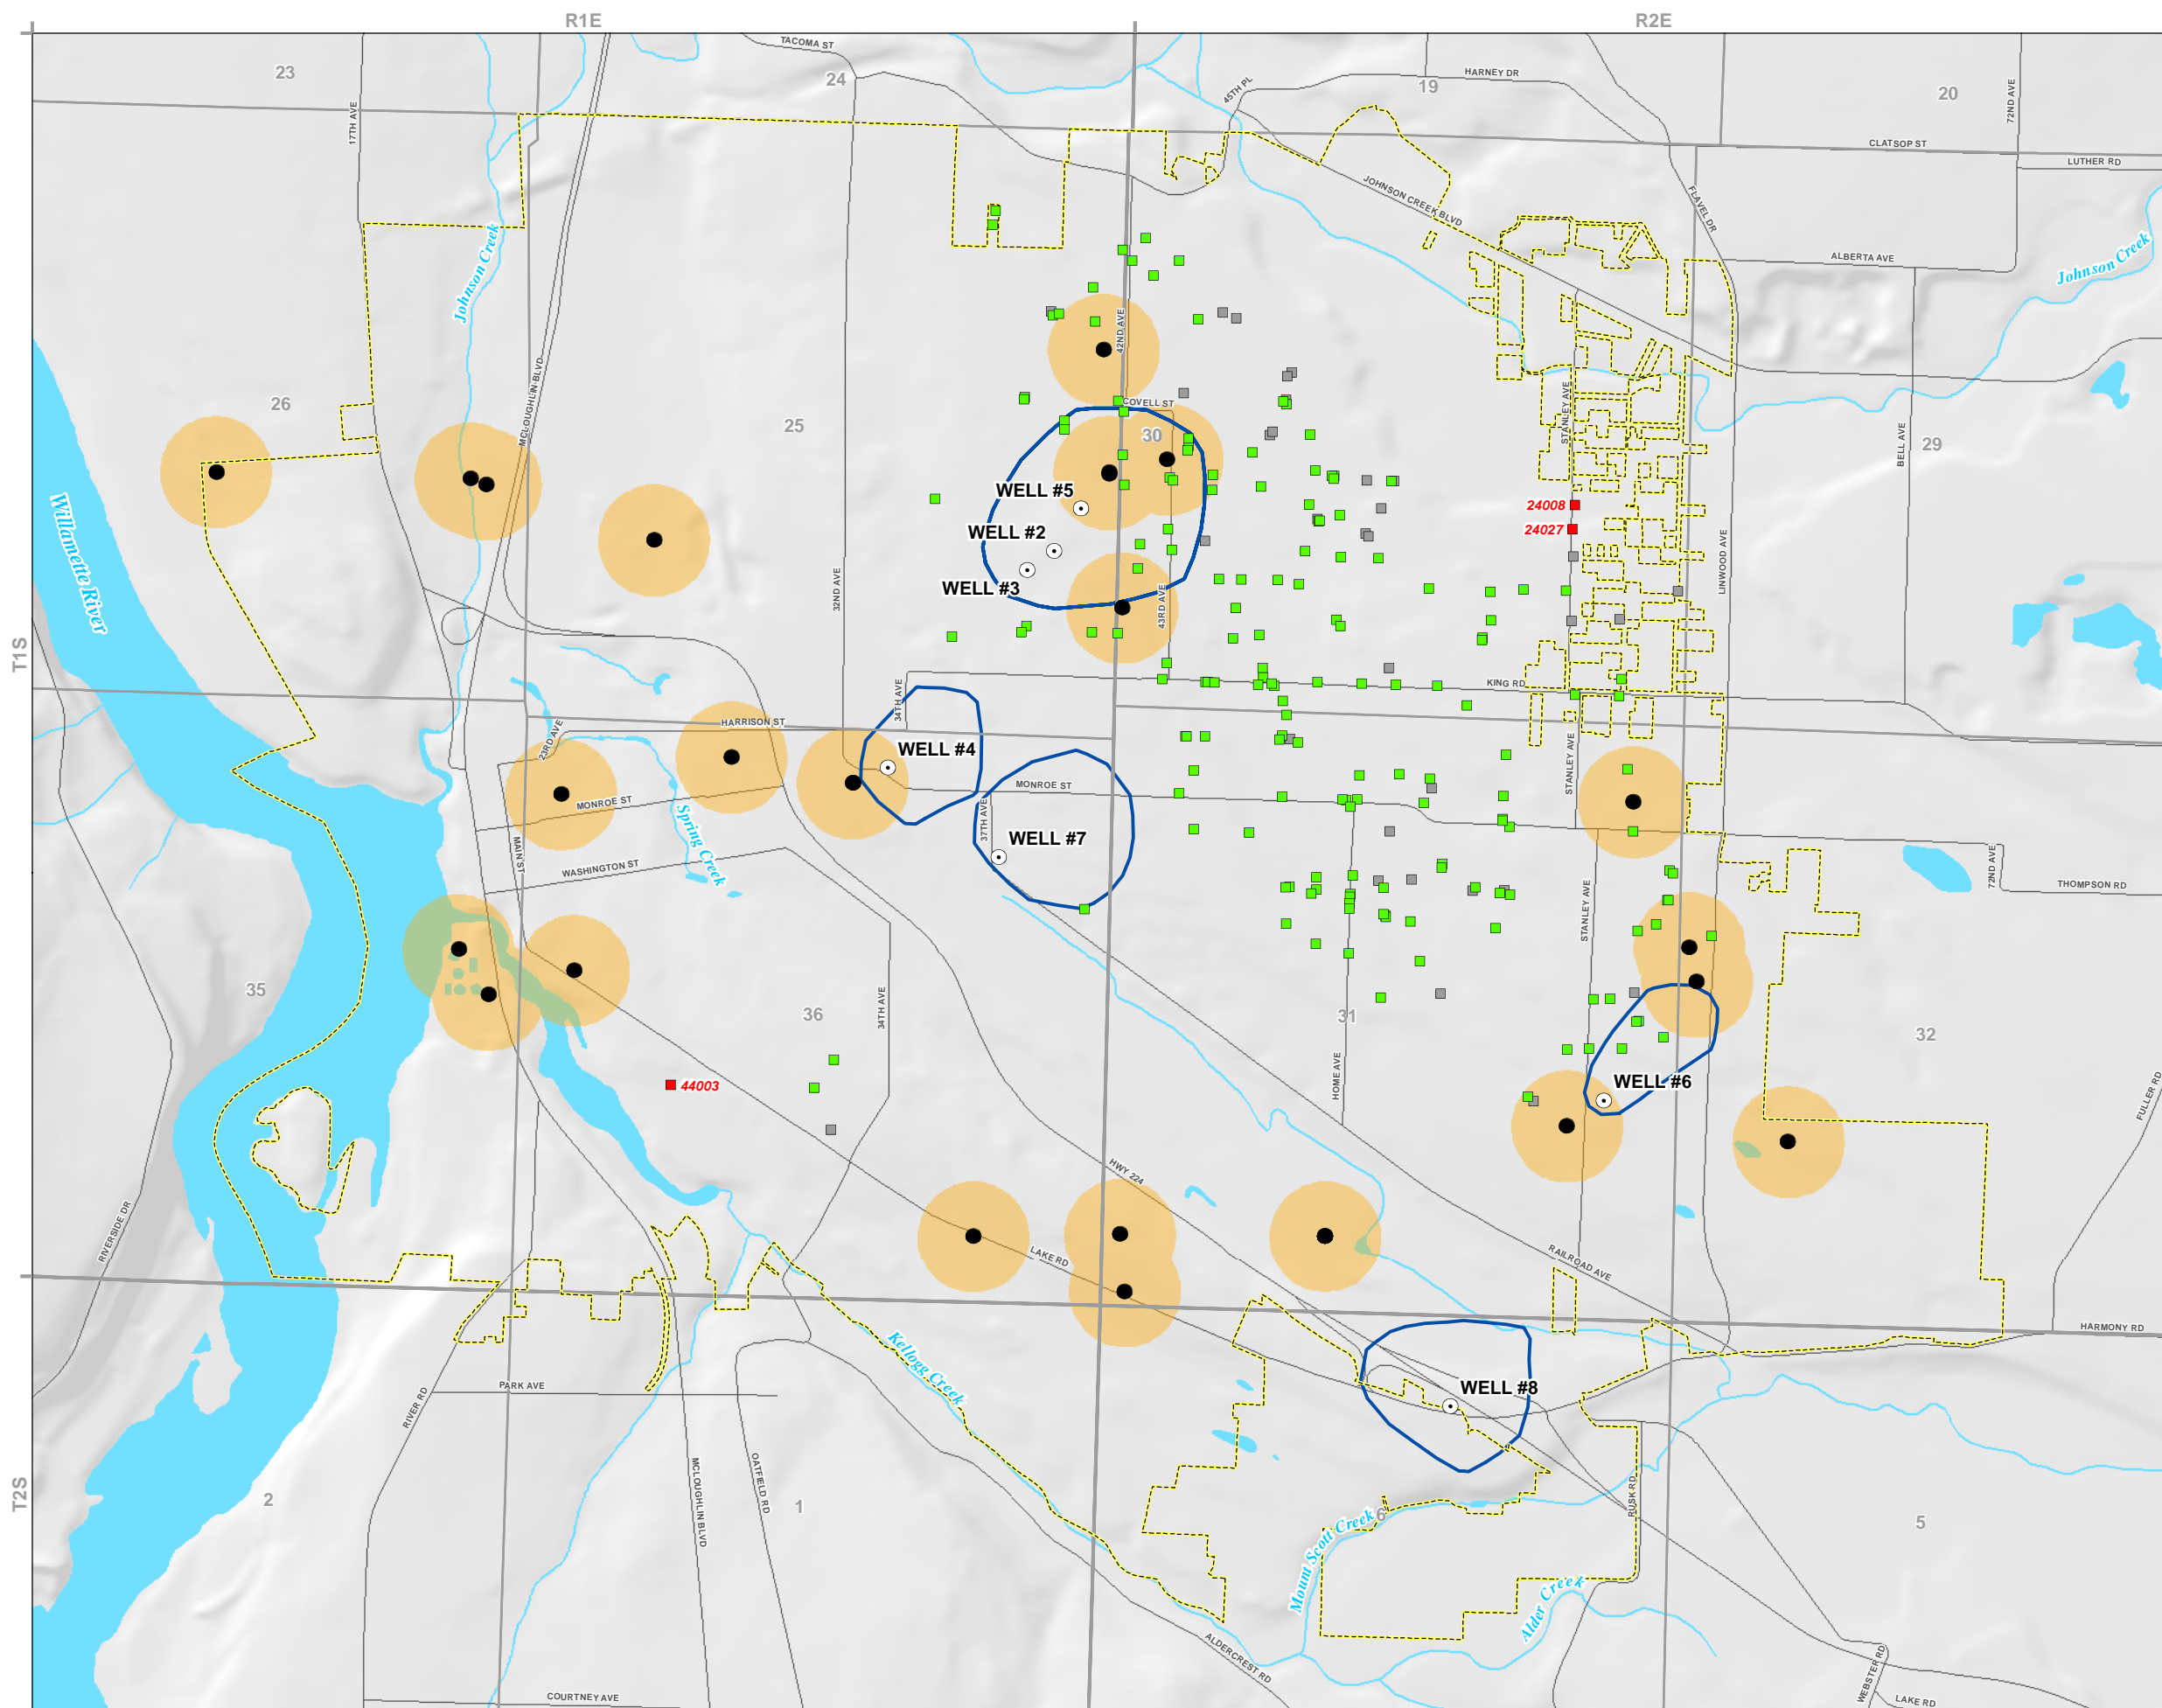 R1E
R2E
TACOMA ST
23
24
HARNEY DR
45TH PL
19
20
72ND AVE
17TH AVE
CLATSOP ST
LUTHER RD
JOHNSON CREEK BLVD
FLAVEL DR
Johnson Creek
ALBERTA AVE
Johnson Creek
42ND AVE
MCLOUGHLIN BLVD
26
25
COVELL ST
30
STANLEY AVE
BELL AVE
29
WELL #5
24008
WELL #2
24027
Willamette River
WELL #3
32ND AVE
43RD AVE
LINWOOD AVE
T1S
KING RD
34TH AVE
HARRISON ST
23RD AVE
WELL #4
STANLEY AVE
MONROE ST
MONROE ST
37TH AVE
WELL #7
Spring Creek
MAIN ST
WASHINGTON ST
72ND AVE
THOMPSON RD
STANLEY AVE
35
36
34TH AVE
31
32
HOME AVE
44003
WELL #6
FULLER RD
RIVERSIDE DR
HWY 224
LAKE RD
RAILROAD AVE
HARMONY RD
Kellogg Creek
PARK AVE
RIVER RD
WELL #8
T2S
2
1
MCLOUGHLIN BLVD
OATFIELD RD
RUSK RD
6
5
Mount Scott Creek
Alder Creek
ALDERCREST RD
WEBSTER RD
COURTNEY AVE
LAKE RD